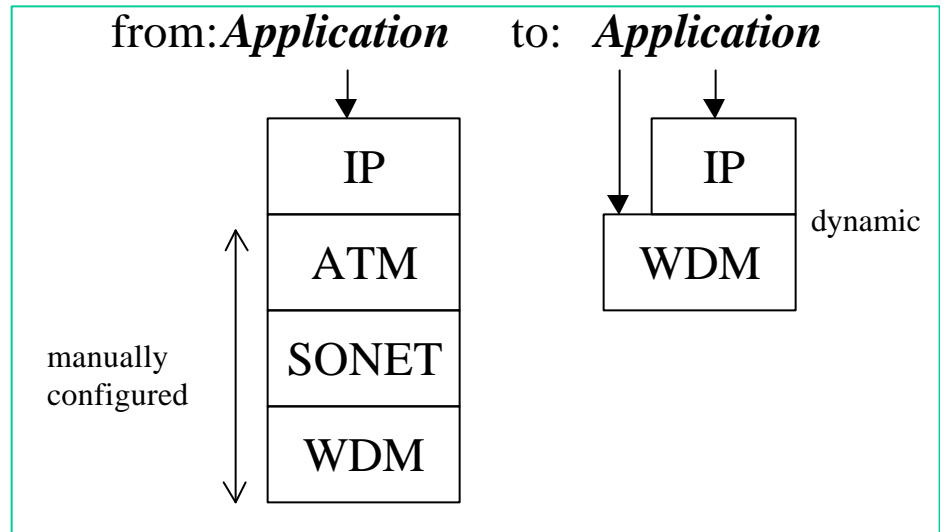 from: Application to: Application
IP
ATM
SONET
WDM
manually
configured
IP
WDM
dynamic